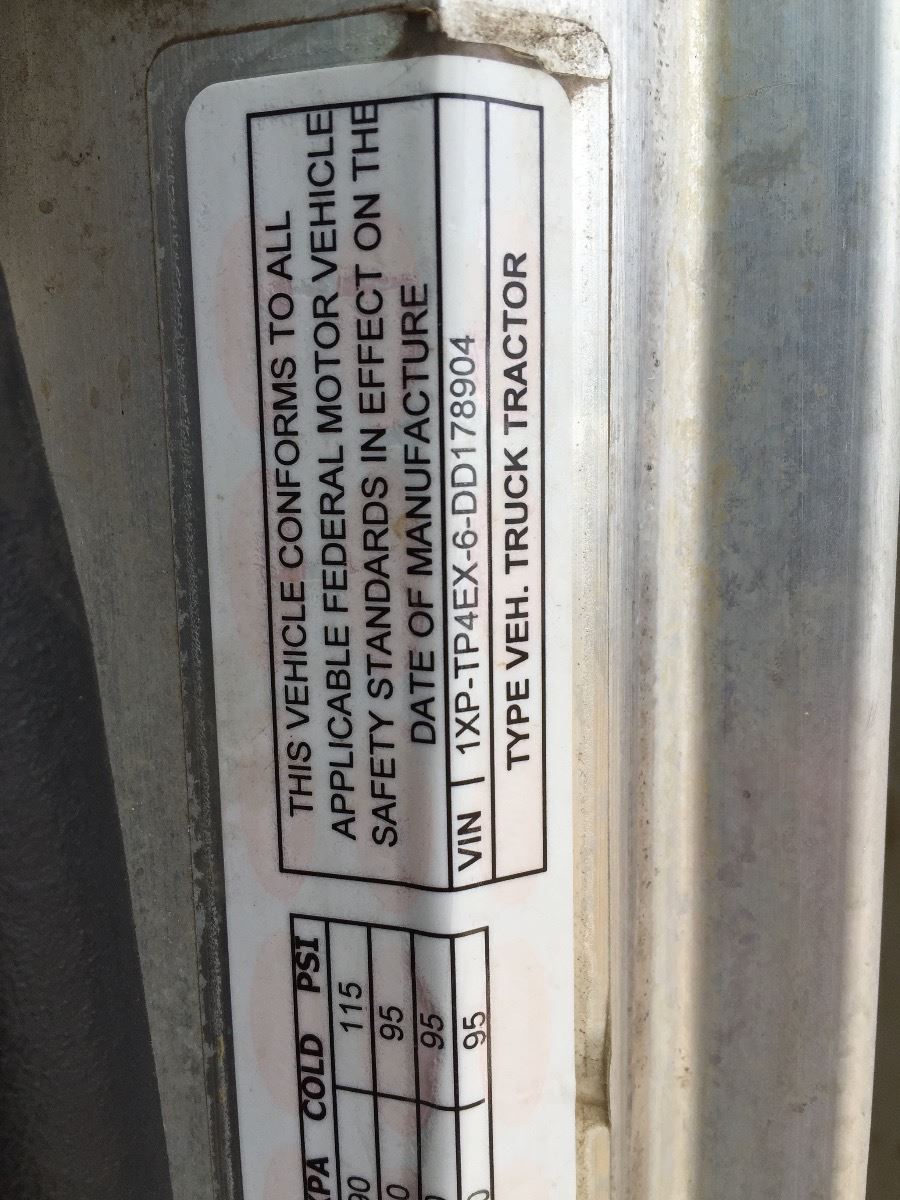 THIS VEHICLE CONFORMS TO ALL
APPLICABLE FEDERAL MOTOR VEHICLE
SAFETY STANDARDS IN EFFECT ON THE
DATE OF MANUFACTURE
VIN 1XP-TP4EX-6-DD178904
TYPE VEH. TRUCK TRACTOR
COLD PSI
115
95
95
95